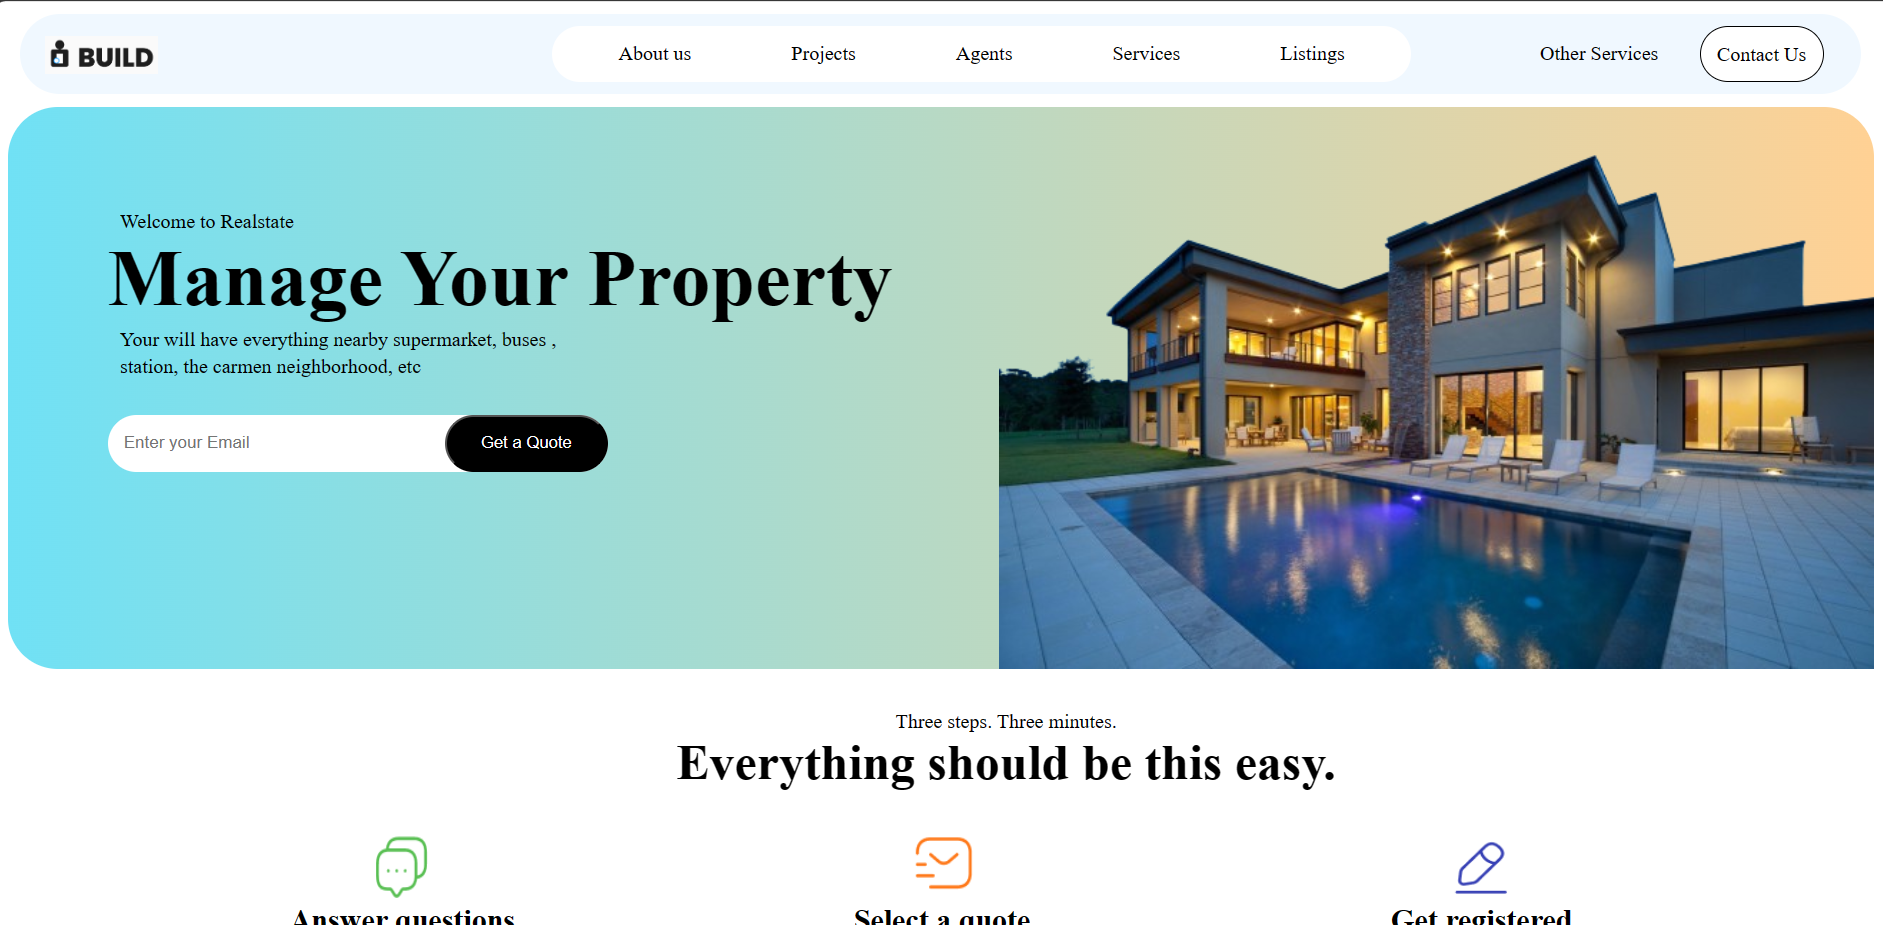 BUILD
About us
Projects
Agents
Services
Listings
Other Services
Contact Us
Welcome to Realstate
Manage Your Property
Your will have everything nearby supermarket, buses ,
station, the carmen neighborhood, etc
Enter your Email
Get a Quote
Three steps. Three minutes.
Everything should be this easy.
Answer questions
Select a quote
Get registered